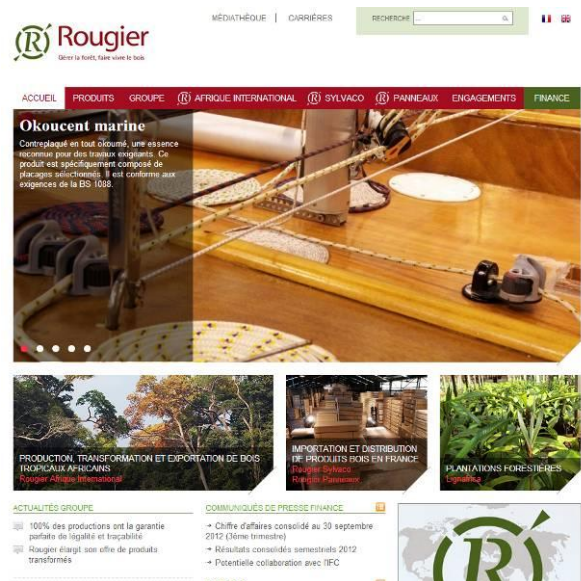 MÉDIATHÈQUE | CARRIÈRES
RECHERCHE ...
R Rougier
Gérer la forêt, faire vivre le bois
ACCUEIL PRODUITS GROUPE R AFRIQUE INTERNATIONAL R SYLVACO R PANNEAUX ENGAGEMENTS FINANCE
Okoucent marine
Contreplaqué en tout okoumé, une essence
reconnue pour des travaux exigeants. Ce
produit est spécifiquement composé de
placages sélectionnés. Il est conforme aux
exigences de la BS 1088.
PRODUCTION, TRANSFORMATION ET EXPORTATION DE BOIS
TROPICAUX AFRICAINS
Rougier Afrique International
IMPORTATION ET DISTRIBUTION
DE PRODUITS BOIS EN FRANCE
Rougier Sylvaco
Rougier Panneaux
PLANTATIONS FORESTIÈRES
Lignafrica
ACTUALITÉS GROUPE
100% des productions ont la garantie
parfaite de légalité et traçabilité
Rougier élargit son offre de produits
transformés
COMMUNIQUÉS DE PRESSE FINANCE
→ Chiffre d'affaires consolidé au 30 septembre
2012 (3ème trimestre)
→ Résultats consolidés semestriels 2012
→ Potentielle collaboration avec l'IFC
R